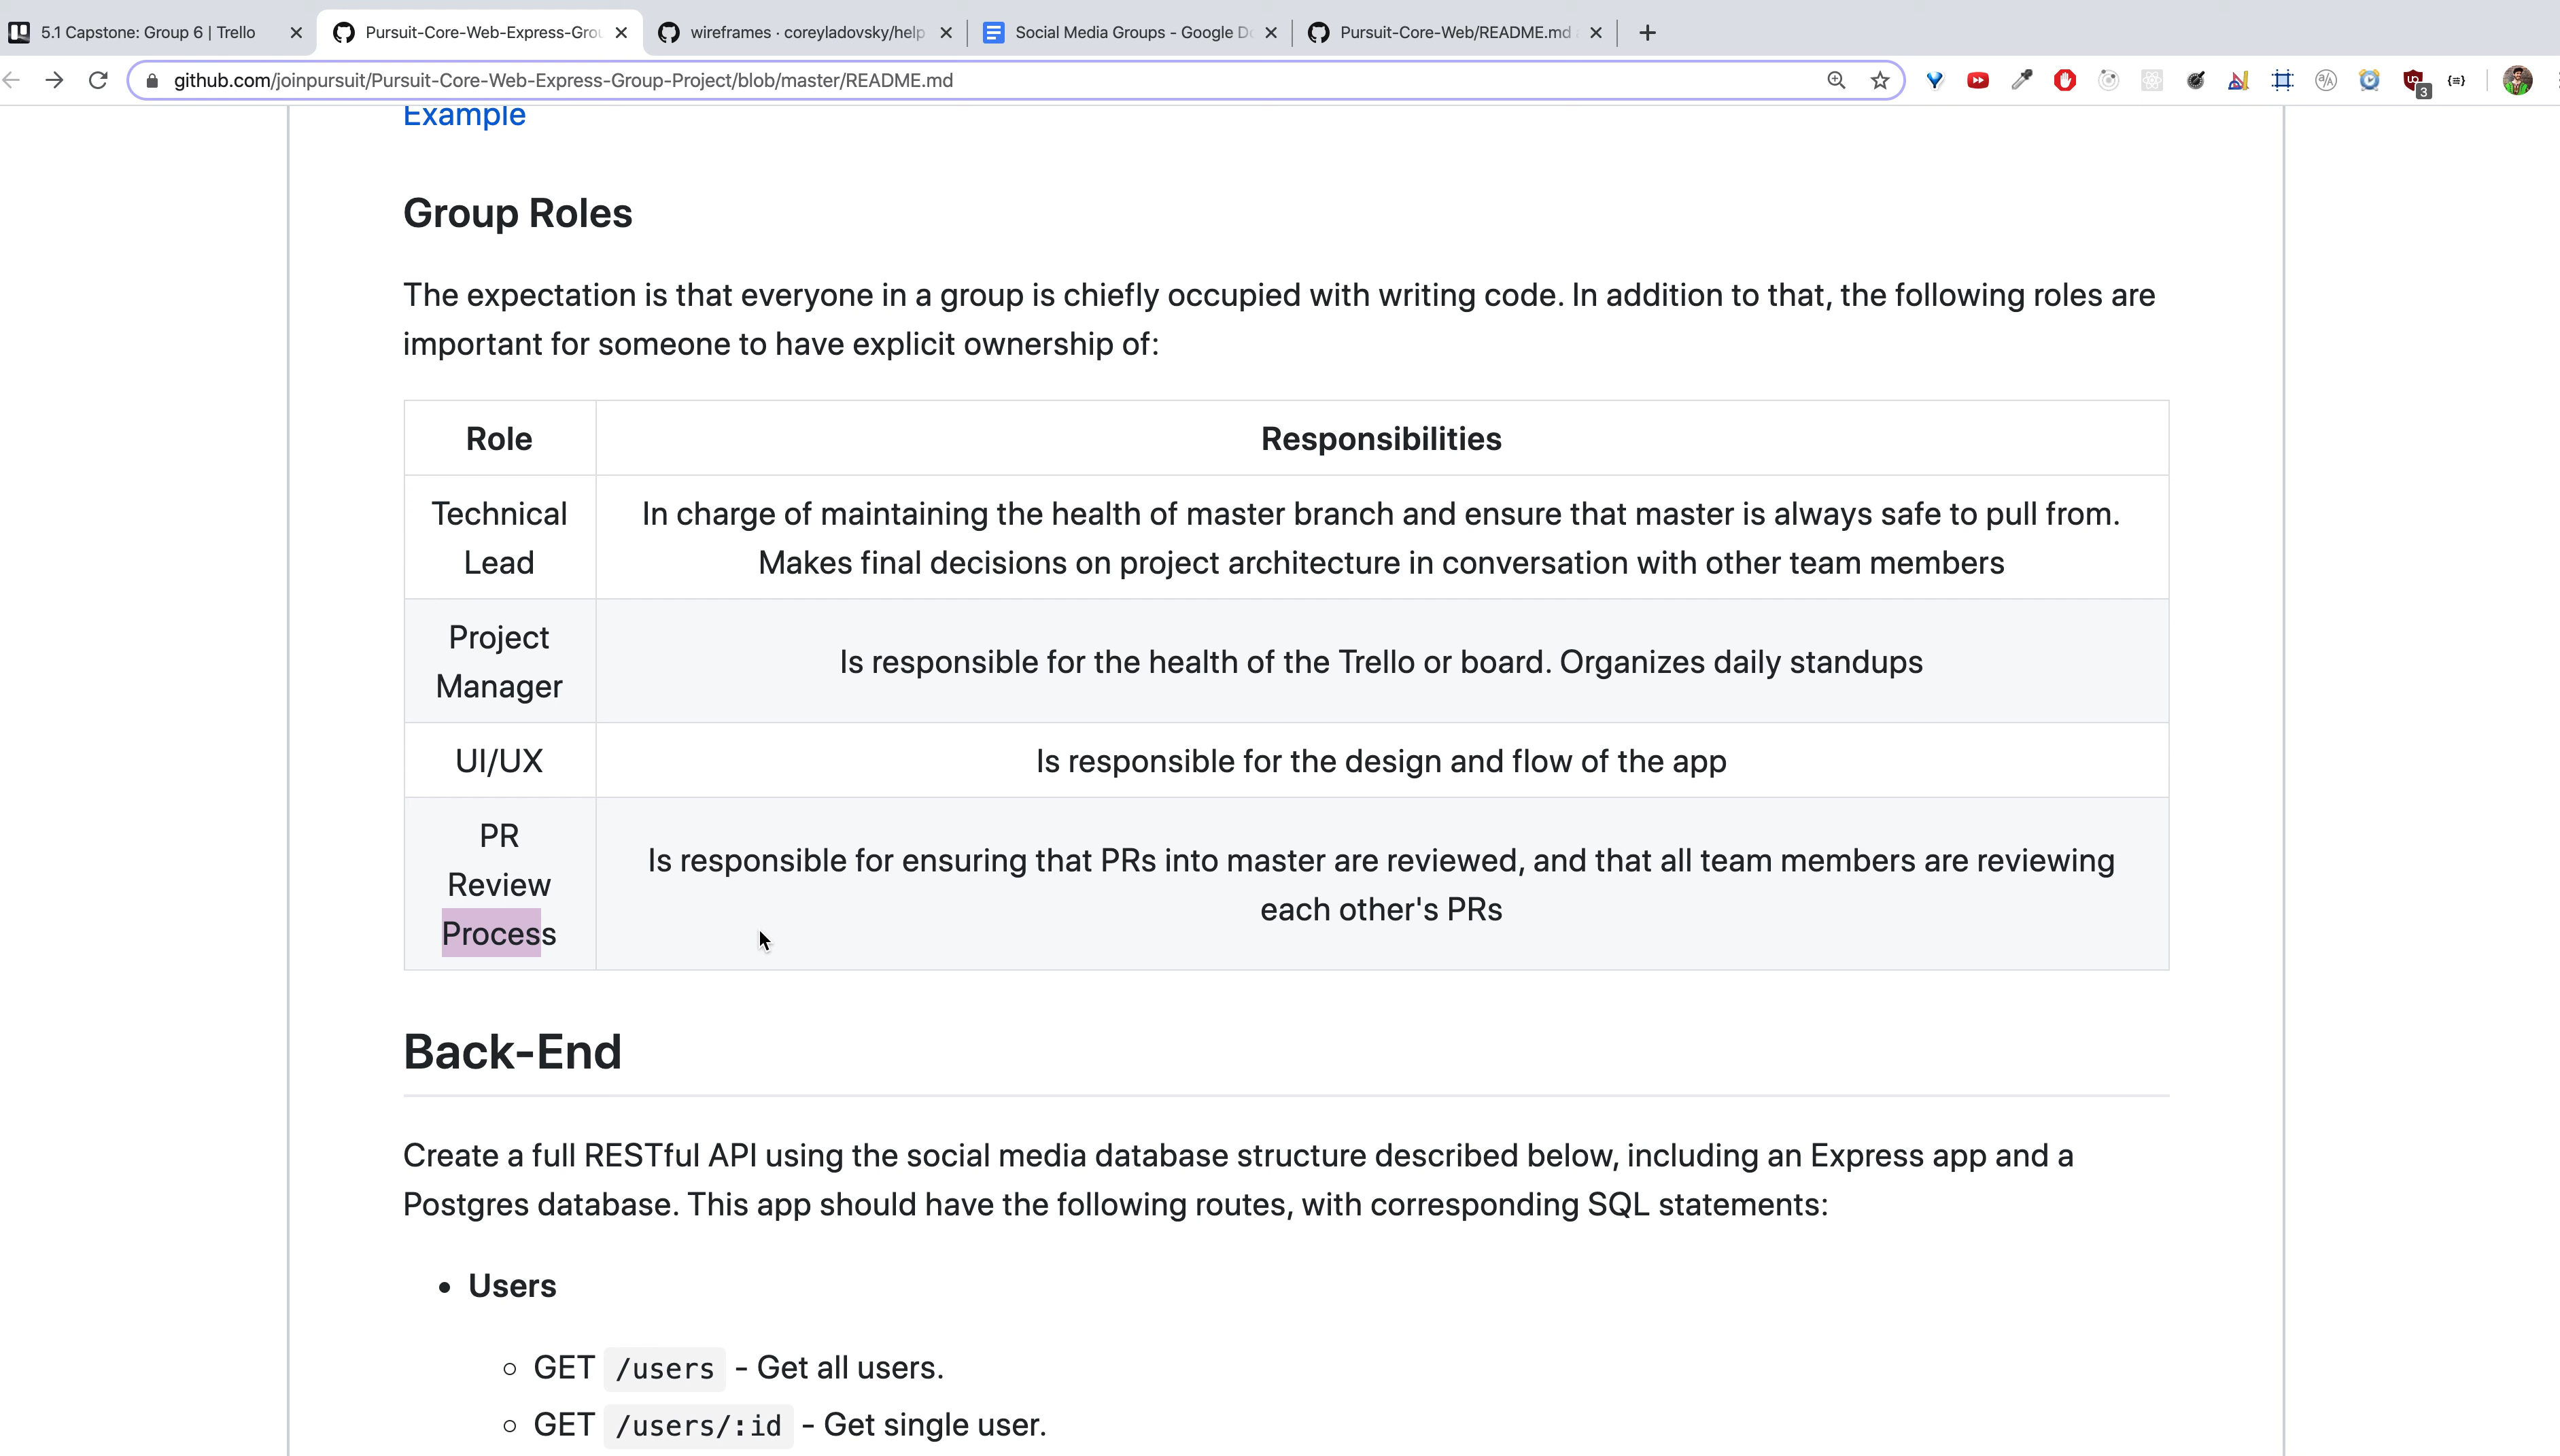 5.1 Capstone: Group 6 | Trello
Pursuit-Core-Web-Express-Grou
wireframes · coreyladovsky/help
Social Media Groups - Google Do
Pursuit-Core-Web/README.md
github.com/joinpursuit/Pursuit-Core-Web-Express-Group-Project/blob/master/README.md
3
Example
Group Roles
The expectation is that everyone in a group is chiefly occupied with writing code. In addition to that, the following roles are
important for someone to have explicit ownership of:
Role
Responsibilities
Technical
Lead
In charge of maintaining the health of master branch and ensure that master is always safe to pull from.
Makes final decisions on project architecture in conversation with other team members
Project
Manager
Is responsible for the health of the Trello or board. Organizes daily standups
UI/UX
Is responsible for the design and flow of the app
PR
Review
Process
Is responsible for ensuring that PRs into master are reviewed, and that all team members are reviewing
each other's PRs
Back-End
Create a full RESTful API using the social media database structure described below, including an Express app and a
Postgres database. This app should have the following routes, with corresponding SQL statements:
• Users
○ GET /users - Get all users.
○ GET /users/:id - Get single user.